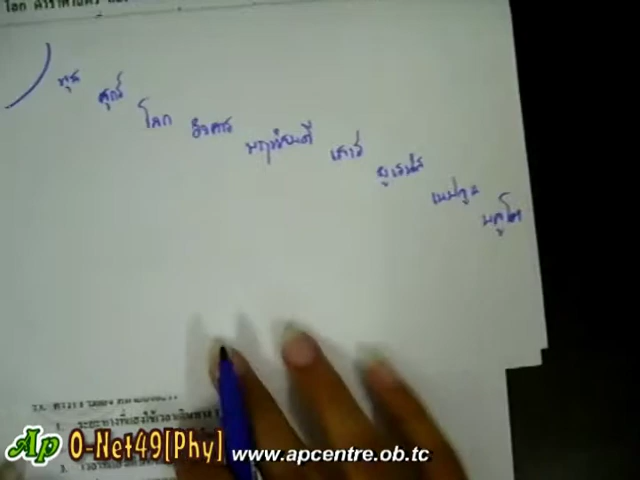 พุธ
ศุกร์
โลก
อังคาร
พฤหัสบดี
เสาร์
ยูเรนัส
เนปจูน
พลูโต
Ap O-Net49[Phy] www.apcentre.ob.tc